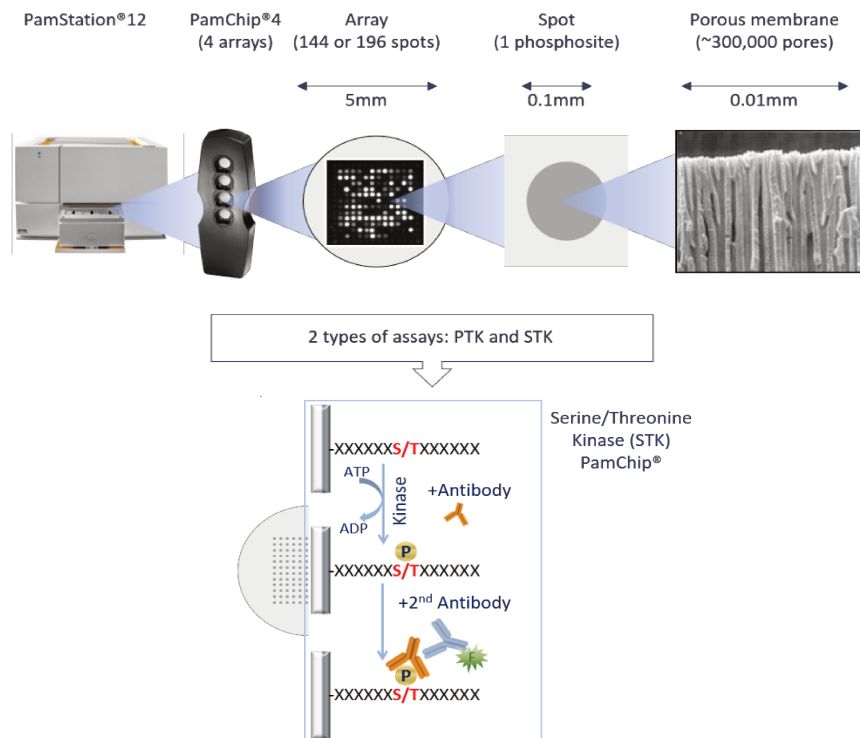 PamStation®12
PamChip®4
(4 arrays)
Array
(144 or 196 spots)
Spot
(1 phosphosite)
Porous membrane
(~300,000 pores)
5mm
0.1mm
0.01mm
2 types of assays: PTK and STK
Serine/Threonine
Kinase (STK)
PamChip®
-XXXXXXS/TXXXXXX
ATP
ADP
Kinase
+Antibody
P
-XXXXXXS/TXXXXXX
+2nd Antibody
F
P
-XXXXXXS/TXXXXXX